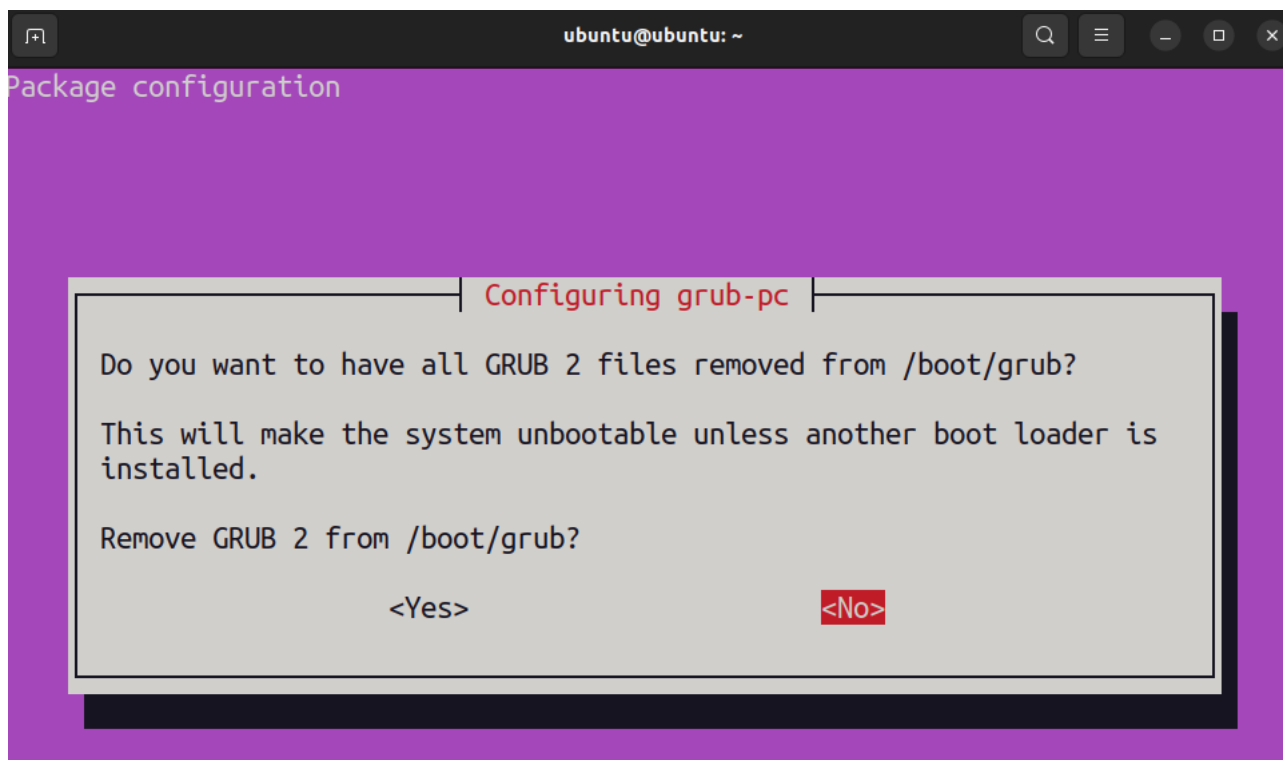 ubuntu@ubuntu: ~
Package configuration
Configuring grub-pc
Do you want to have all GRUB 2 files removed from /boot/grub?
This will make the system unbootable unless another boot loader is
installed.
Remove GRUB 2 from /boot/grub?
<Yes> <No>